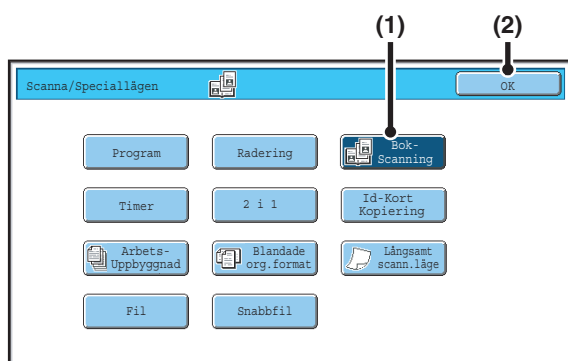 (1) (2)
Scanna/Speciallägen OK
Program Radering Bok-
Scanning
Timer 2 i 1 Id-Kort
Kopiering
Arbets-
Uppbyggnad
Blandade
org.format
Långsamt
scann.läge
Fil Snabbfil